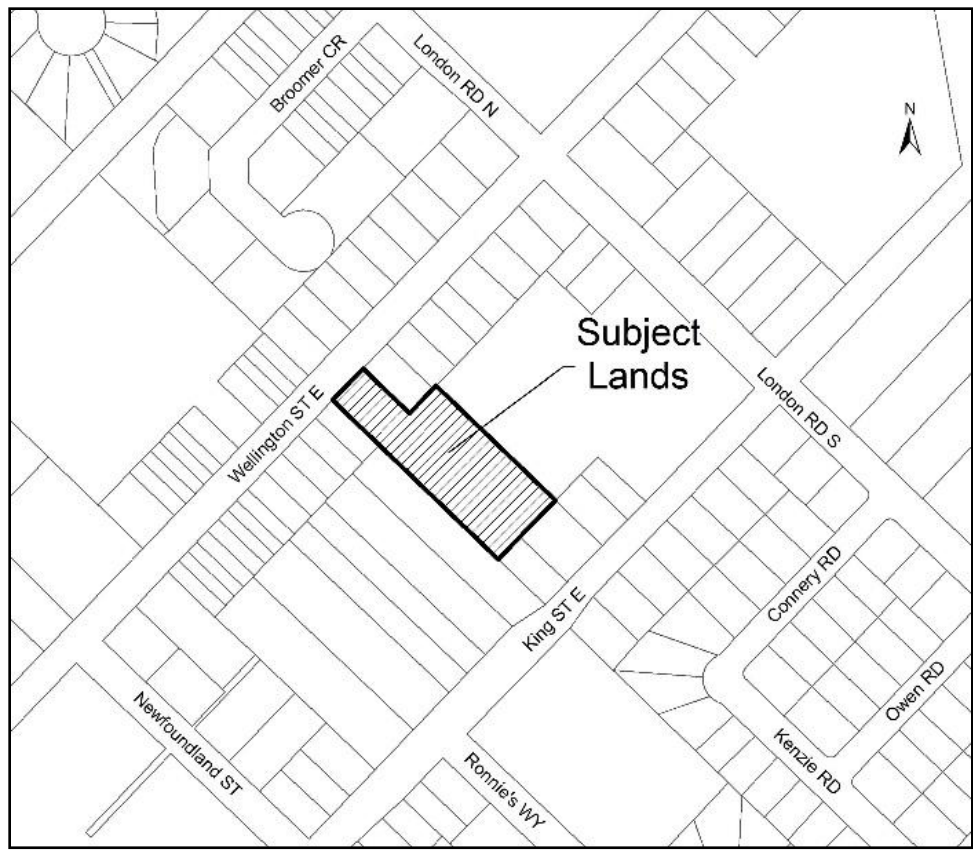 Broomer CR
London RD N
N
Subject
Lands
Wellington ST E
London RD S
Connery RD
King ST E
Owen RD
Newfoundland ST
Ronnie's WY
Kenzie RD